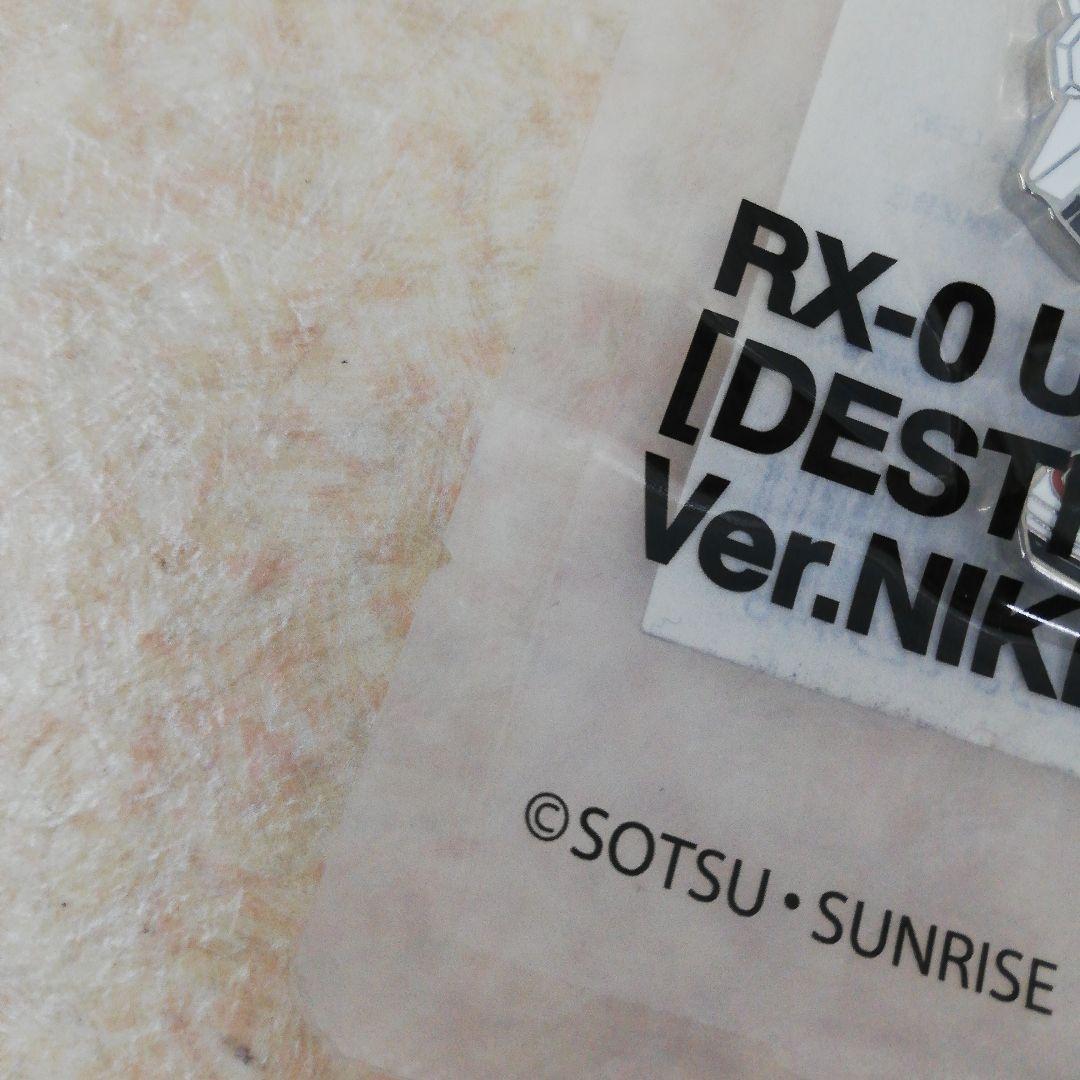 RX-0 U
[DEST
Ver.NIK
©SOTSU・SUNRISE